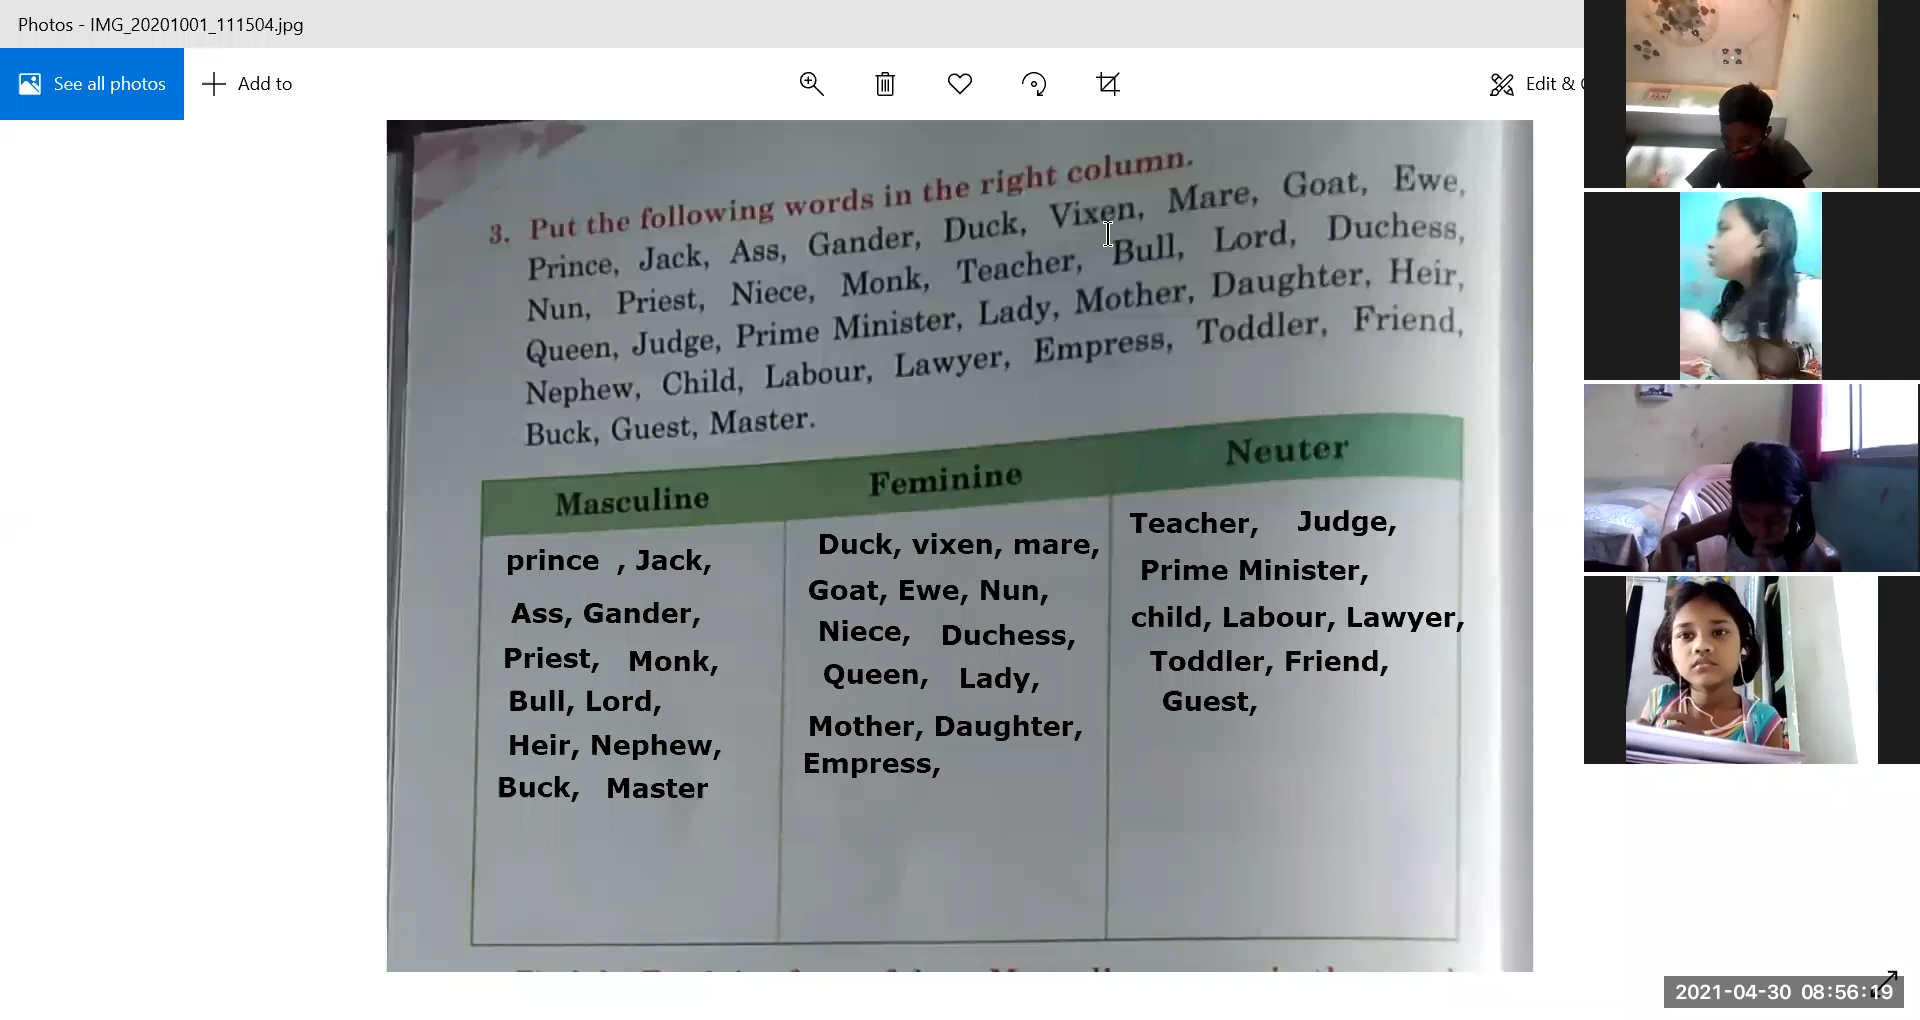 Photos - IMG_20201001_111504.jpg
See all photos
Add to
Edit &
3. Put the following words in the right column.
Prince, Jack, Ass, Gander, Duck, Vixen, Mare, Goat, Ewe,
Nun, Priest, Niece, Monk, Teacher, Bull, Lord, Duchess,
Queen, Judge, Prime Minister, Lady, Mother, Daughter, Heir,
Nephew, Child, Labour, Lawyer, Empress, Toddler, Friend,
Buck, Guest, Master.
Masculine
prince , Jack,
Ass, Gander,
Priest, Monk,
Bull, Lord,
Heir, Nephew,
Buck, Master
Feminine
Duck, vixen, mare,
Goat, Ewe, Nun,
Niece, Duchess,
Queen, Lady,
Mother, Daughter,
Empress,
Neuter
Teacher, Judge,
Prime Minister,
child, Labour, Lawyer,
Toddler, Friend,
Guest,
2021-04-30 08:56:19